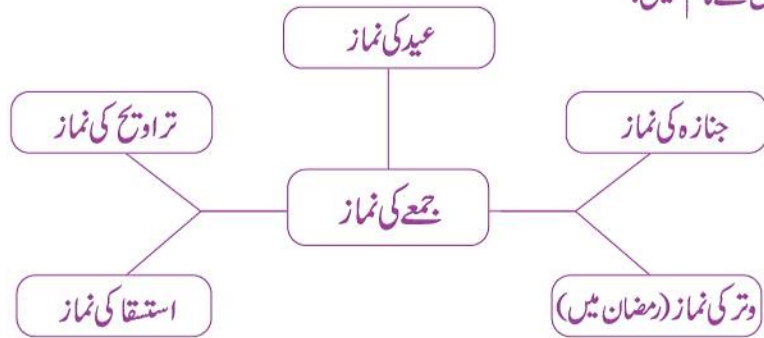 عید کی نماز
جنازہ کی نماز
تراویح کی نماز
جمعے کی نماز
وتر کی نماز (رمضان میں)
استسقا کی نماز